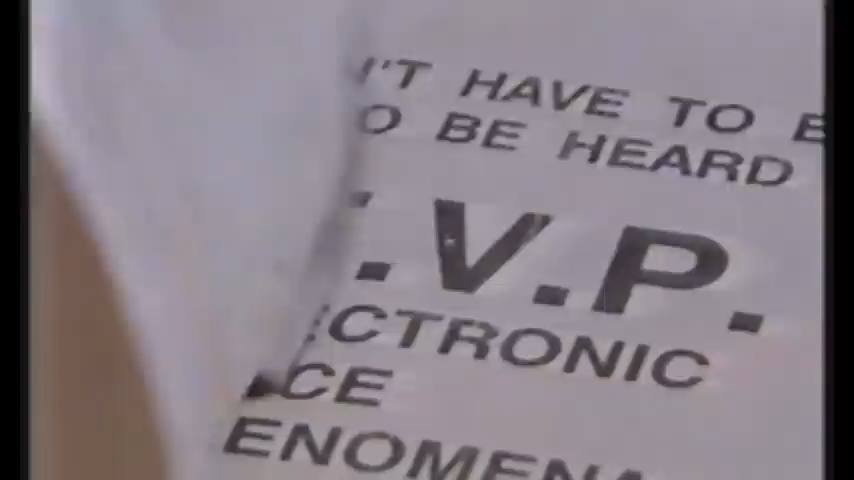 'T HAVE TO
O BE HEARD
.V.P.
CTRONIC
CE
ENOMENA